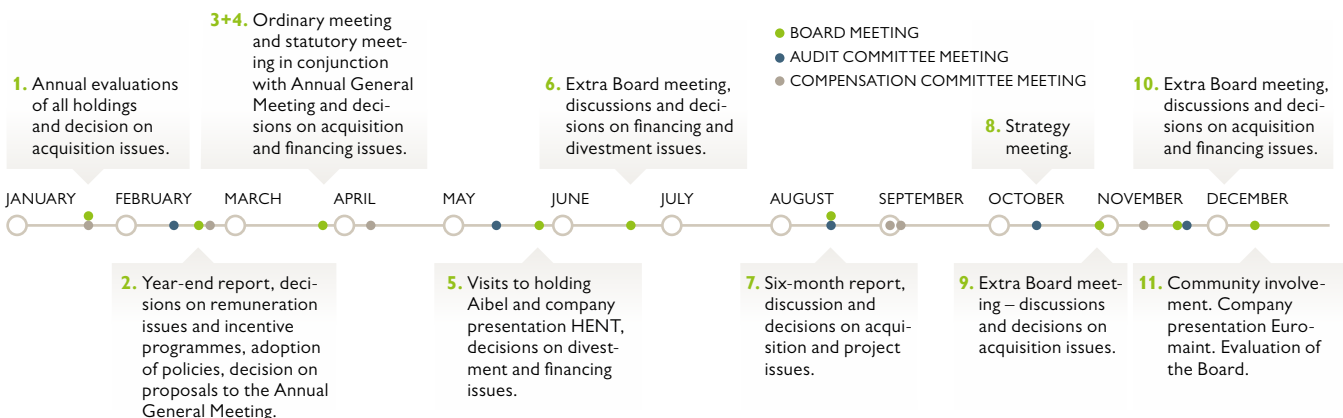 3+4. Ordinary meeting
and statutory meet-
ing in conjunction
with Annual General
Meeting and deci-
sions on acquisition
and financing issues.
BOARD MEETING
AUDIT COMMITTEE MEETING
COMPENSATION COMMITTEE MEETING
1. Annual evaluations
of all holdings
and decision on
acquisition issues.
6. Extra Board meeting,
discussions and deci-
sions on financing and
divestment issues.
8. Strategy
meeting.
10. Extra Board meeting,
discussions and deci-
sions on acquisition
and financing issues.
JANUARY FEBRUARY MARCH APRIL MAY JUNE JULY AUGUST SEPTEMBER OCTOBER NOVEMBER DECEMBER
2. Year-end report, deci-
sions on remuneration
issues and incentive
programmes, adoption
of policies, decision on
proposals to the Annual
General Meeting.
5. Visits to holding
Aibel and company
presentation HENT,
decisions on divest-
ment and financing
issues.
7. Six-month report,
discussion and
decisions on acqui-
sition and project
issues.
9. Extra Board meet-
ing – discussions
and decisions on
acquisition issues.
11. Community involve-
ment. Company
presentation Euro-
maint. Evaluation of
the Board.